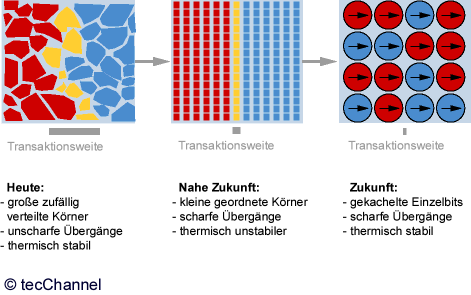 Transaktionsweite
Transaktionsweite
Transaktionsweite
Heute:
- große zufällig
verteilte Körner
- unscharfe Übergänge
- thermisch stabil
Nahe Zukunft:
- kleine geordnete Körner
- scharfe Übergänge
- thermisch unstabiler
Zukunft:
- gekachelte Einzelbits
- scharfe Übergänge
- thermisch stabil
© tecChannel